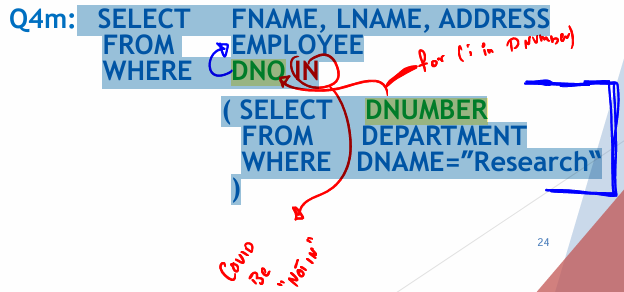 Q4m: SELECT FNAME, LNAME, ADDRESS
FROM EMPLOYEE
WHERE DNO IN
for (i in DNumber)
( SELECT DNUMBER
FROM DEPARTMENT
WHERE DNAME=”Research“
)
Could
Be
"NOT IN"
24